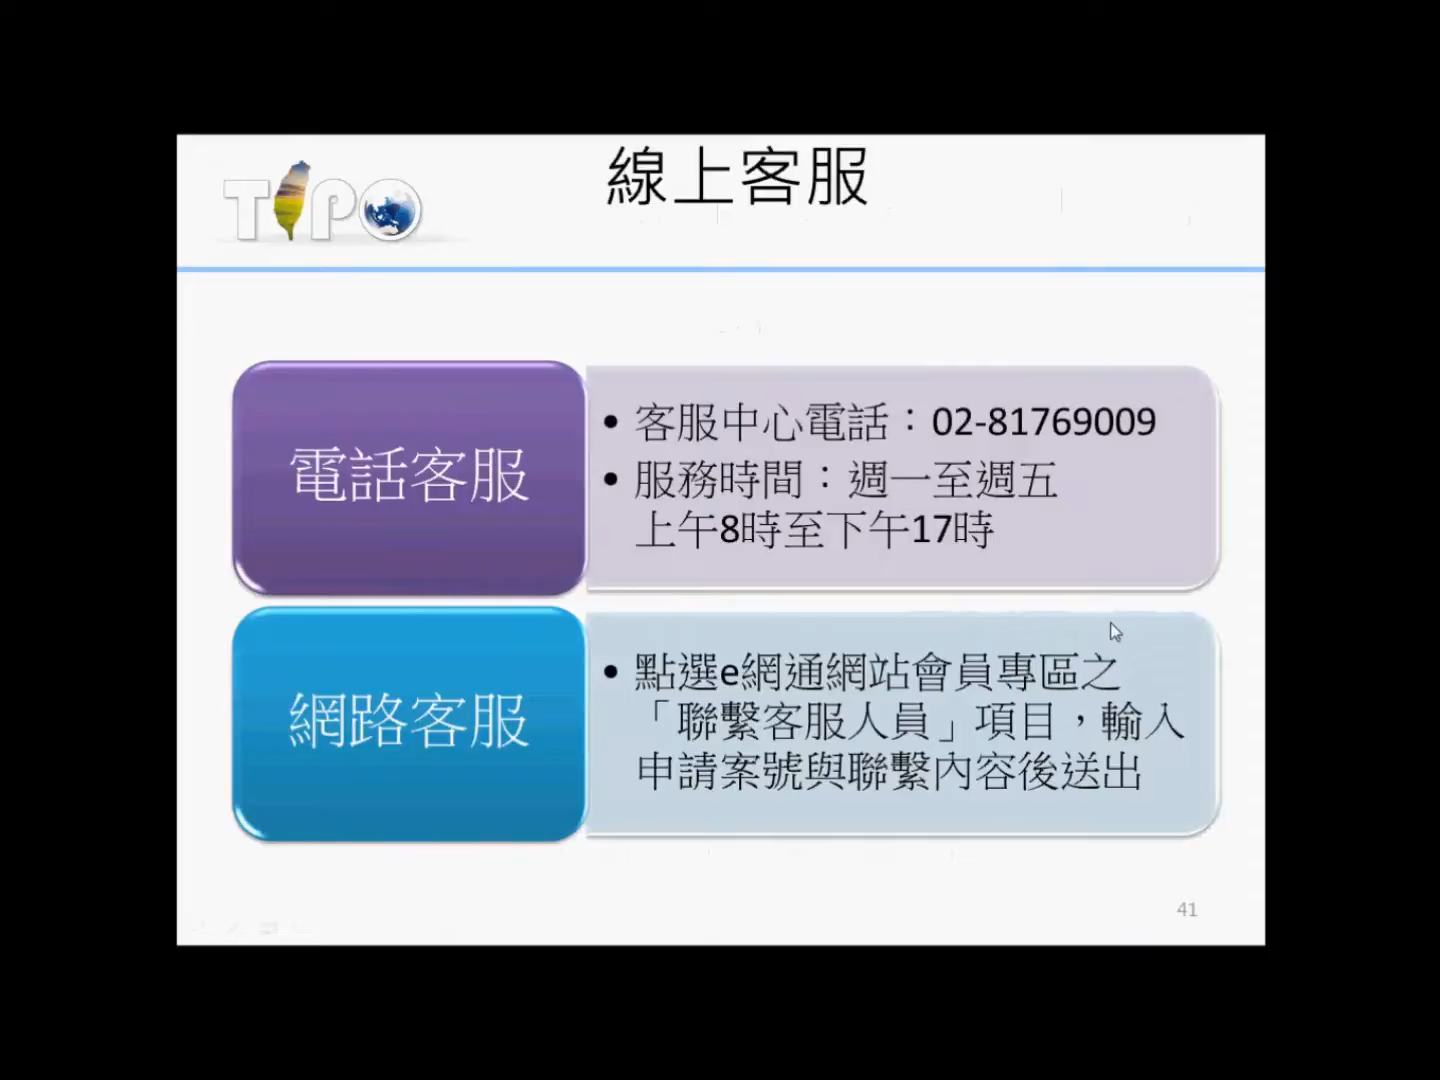 TIPO
線上客服
電話客服
• 客服中心電話：02-81769009
• 服務時間：週一至週五
上午8時至下午17時
網路客服
• 點選e網通網站會員專區之
「聯繫客服人員」項目，輸入
申請案號與聯繫內容後送出
41